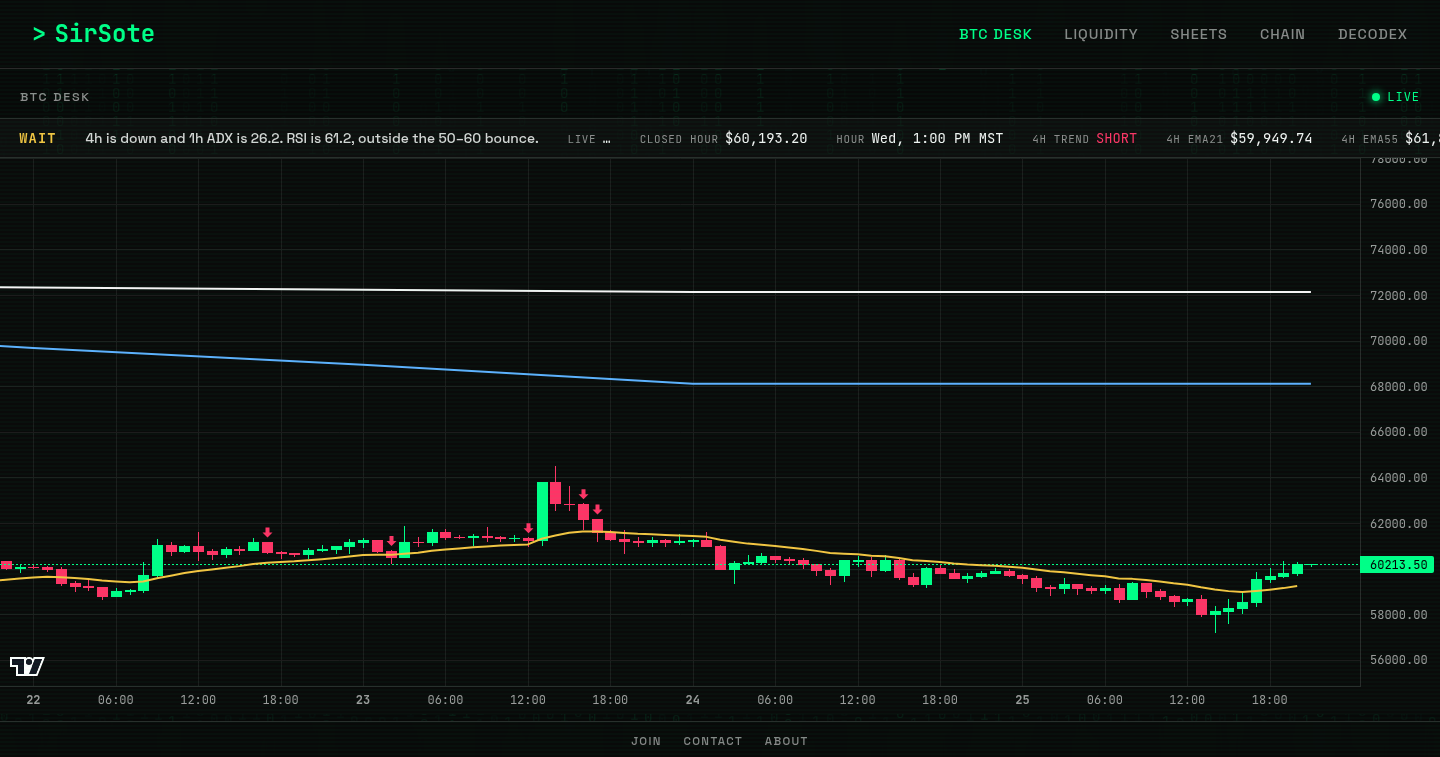 > SirSote
BTC DESK LIQUIDITY SHEETS CHAIN DECODEX
BTC DESK
LIVE
WAIT 4h is down and 1h ADX is 26.2. RSI is 61.2, outside the 50–60 bounce. LIVE … CLOSED HOUR $60,193.20 HOUR Wed, 1:00 PM MST 4H TREND SHORT 4H EMA21 $59,949.74 4H EMA55
78000.00
76000.00
74000.00
72000.00
70000.00
68000.00
66000.00
64000.00
62000.00
60213.50
58000.00
56000.00
22 06:00 12:00 18:00 23 06:00 12:00 18:00 24 06:00 12:00 18:00 25 06:00 12:00 18:00
JOIN CONTACT ABOUT